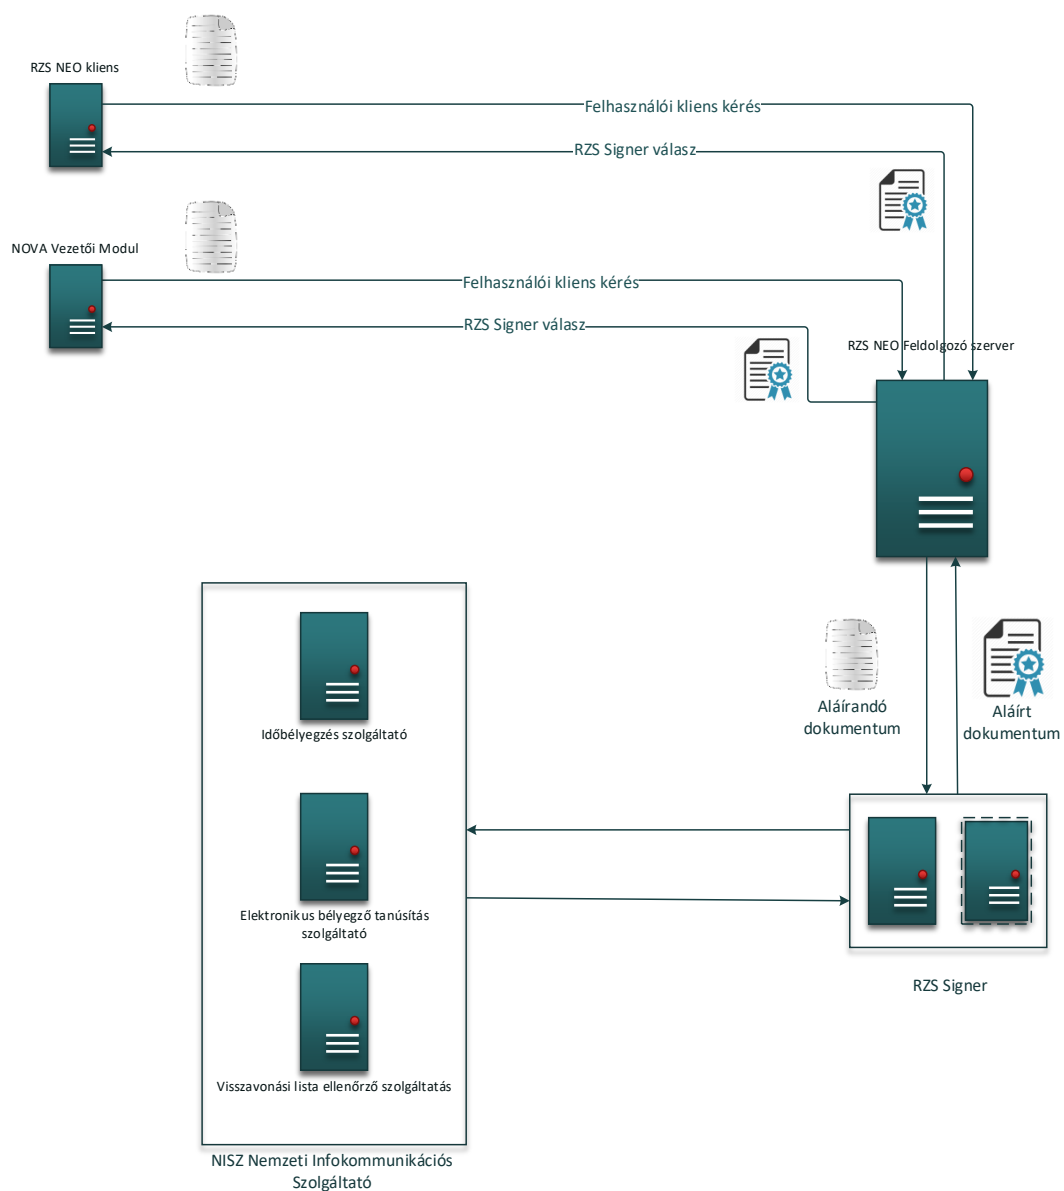 RZS NEO kliens
Felhasználói kliens kérés
RZS Signer válasz
NOVA Vezetői Modul
Felhasználói kliens kérés
RZS Signer válasz
RZS NEO Feldolgozó szerver
Aláírandó
dokumentum
Aláírt
dokumentum
Időbélyegzés szolgáltató
Elektronikus bélyegző tanúsítás
szolgáltató
RZS Signer
Visszavonási lista ellenőrző szolgáltatás
NISZ Nemzeti Infokommunikációs
Szolgáltató